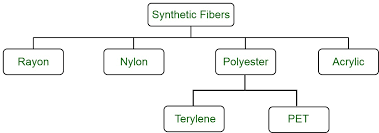 Synthetic Fibers
Rayon
Nylon
Polyester
Acrylic
Terylene
PET